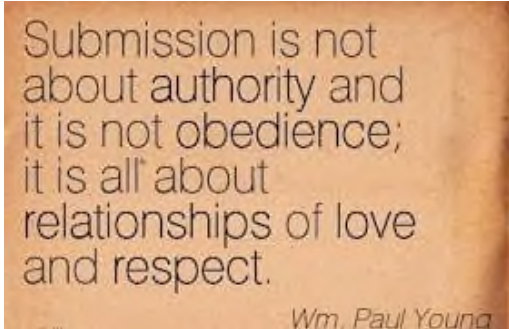 Submission is not
about authority and
it is not obedience;
it is all about
relationships of love
and respect.
Wm. Paul Young